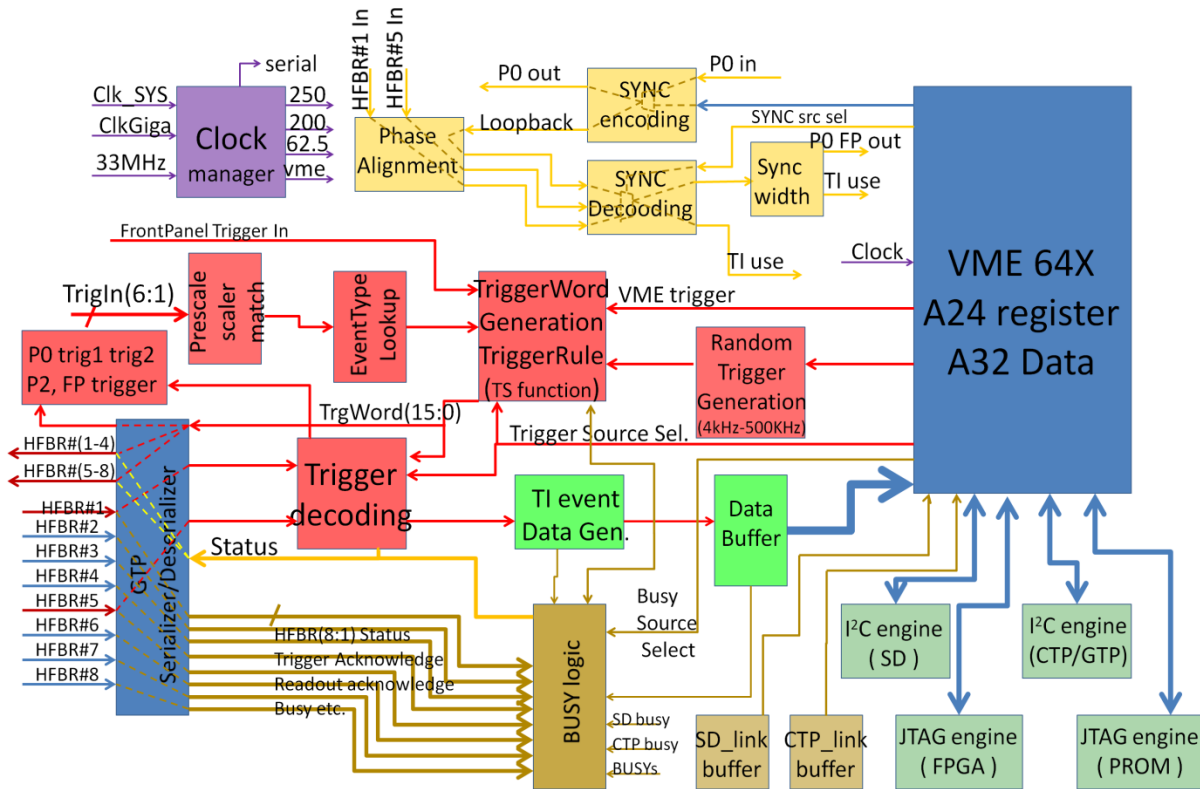 HFBR#1 In
HFBR#5 In
serial
Clk_SYS
ClkGiga
33MHz
Clock
manager
250
200
62.5
vme
Phase
Alignment
P0 out
Loopback
SYNC
encoding
P0 in
SYNC src sel
SYNC
Decooding
Sync
width
P0 FP out
TI use
TI use
Clock
VME 64X
A24 register
A32 Data
FrontPanel Trigger In
TrigIn(6:1)
Prescale
scaler
match
EventType
Lookup
TriggerWord
Generation
TriggerRule
(TS function)
VME trigger
Random
Trigger
Generation
(4kHz-500KHz)
P0 trig1 trig2
P2, FP trigger
TrgWord(15:0)
Trigger Source Sel.
HFBR#(1-4)
HFBR#(5-8)
HFBR#1
HFBR#2
HFBR#3
HFBR#4
HFBR#5
HFBR#6
HFBR#7
HFBR#8
GTP
Serializer/Deserializer
Trigger
decoding
TI event
Data Gen.
Data
Buffer
Status
HFBR(8:1) Status
Trigger Acknowledge
Readout acknowledge
Busy etc.
BUSY logic
Busy
Source
Select
SD busy
CTP busy
BUSYs
SD_link
buffer
CTP_link
buffer
I²C engine
( SD )
I²C engine
(CTP/GTP)
JTAG engine
( FPGA )
JTAG engine
( PROM )